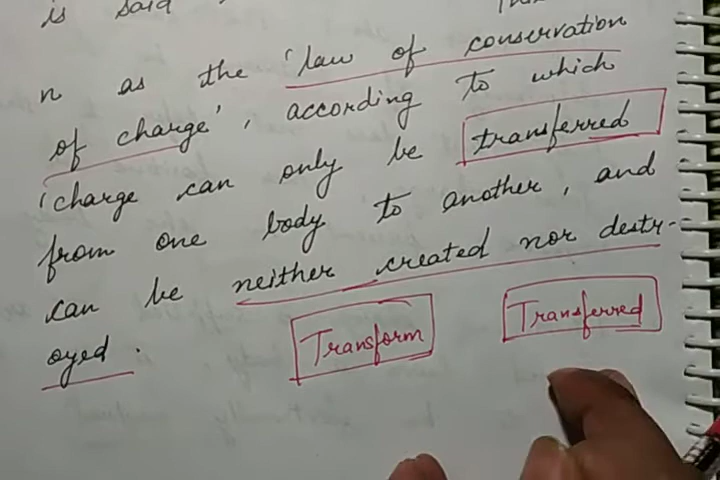 is said
n as the 'law of conservation
of charge', according to which
'charge can only be transferred
from one body to another, and
can be neither created nor destr-
oyed.
Transform Transferred